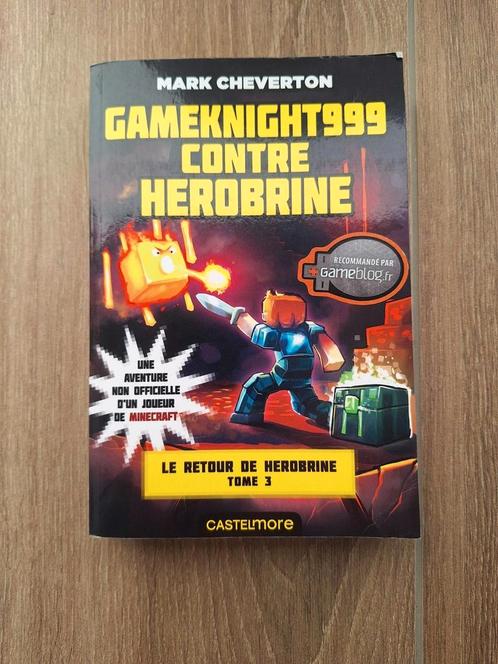 MARK CHEVERTON
GAMEKNIGHT999
CONTRE
HEROBRINE
RECOMMANDÉ PAR
Gameblog.fr
UNE
AVENTURE
NON OFFICIELLE
D'UN JOUEUR
DE MINECRAFT
LE RETOUR DE HEROBRINE
TOME 3
CASTELMORE